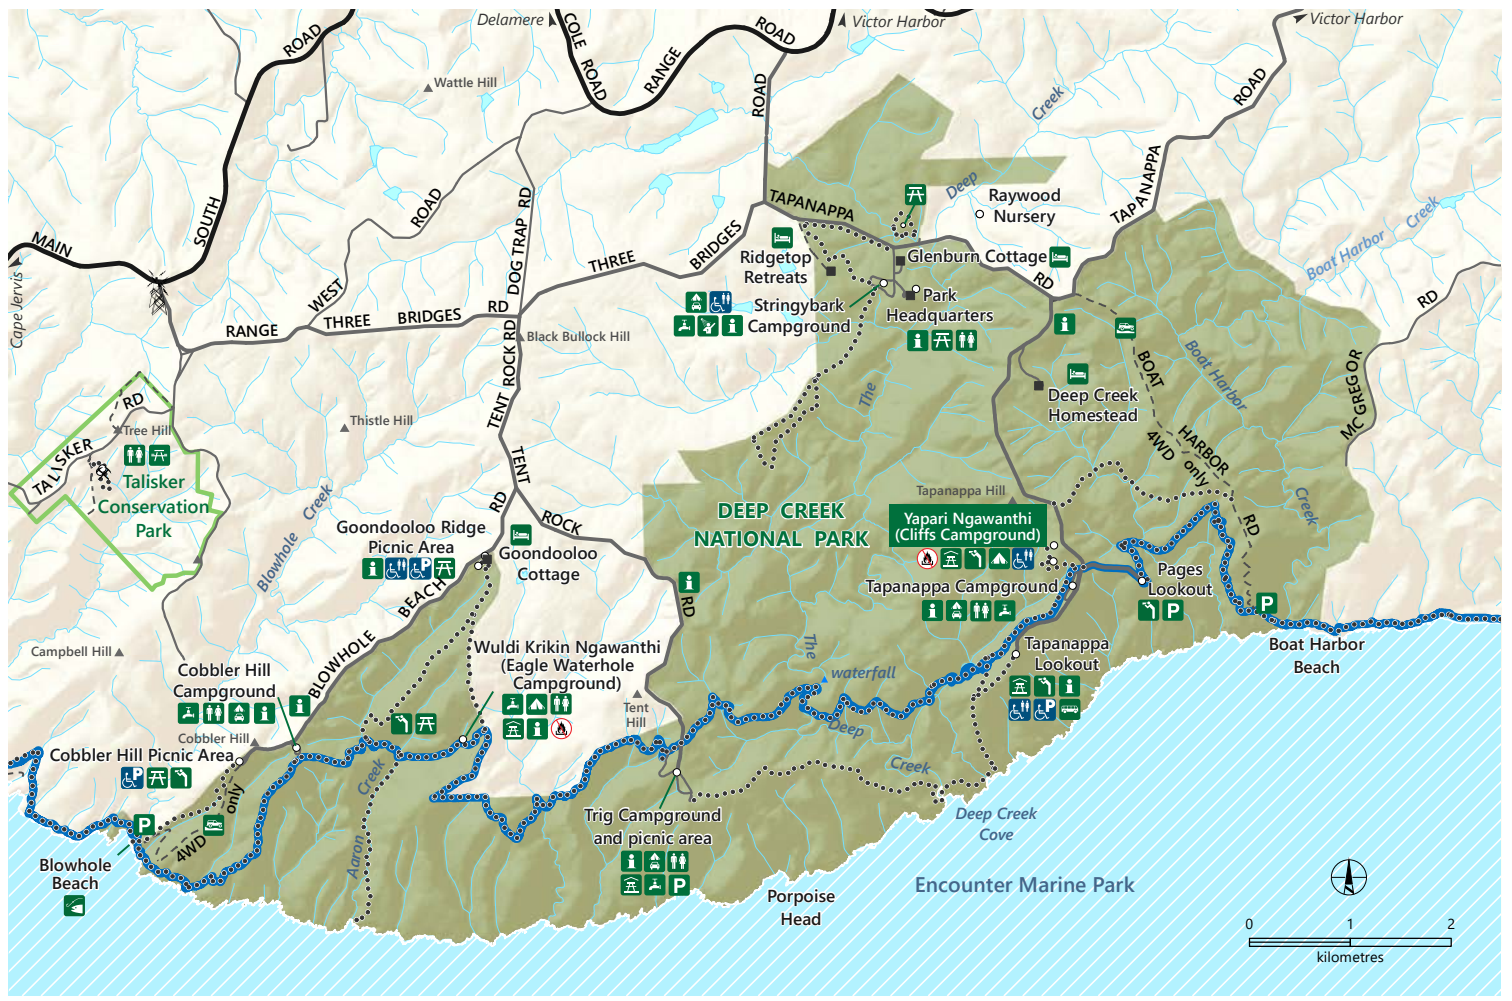 Delamere
Victor Harbor
Victor Harbor
COLE ROAD
RANGE
ROAD
ROAD
SOUTH
ROAD
ROAD
Wattle Hill
Creek
Deep
TAPANAPPA
Raywood
Nursery
TAPANAPPA
ROAD
Boat Harbor
Creek
MAIN
Cape Jervis
WEST
ROAD
DOG TRAP RD
THREE
BRIDGES
Ridgetop
Retreats
Glenburn Cottage
RD
RANGE
THREE
BRIDGES
RD
Stringybark
Campground
Park
Headquarters
Black Bullock Hill
TENT ROCK RD
The
BOAT
HARBOR
RD
4WD only
Boat Harbor
Creek
MCGREGOR
RD
Deep Creek
Homestead
TALISKER
RD
Tree Hill
Talisker
Conservation
Park
Thistle Hill
Blowhole
Creek
TENT
ROCK
RD
Goondooloo Ridge
Picnic Area
Goondooloo
Cottage
BLOWHOLE
BEACH
RD
DEEP CREEK
NATIONAL PARK
Tapanappa Hill
Yapari Ngawanthi
(Cliffs Campground)
P
Tapanappa Campground
Pages
Lookout
P
P
Boat Harbor
Beach
Campbell Hill
Cobbler Hill
Campground
Wuldi Krikin Ngawanthi
(Eagle Waterhole
Campground)
Tent
Hill
The
waterfall
Deep
Creek
Tapanappa
Lookout
P
Cobbler Hill
Cobbler Hill Picnic Area
P
P
4WD
only
Aaron
Creek
Blowhole
Beach
Trig Campground
and picnic area
P
Deep Creek
Cove
Porpoise
Head
Encounter Marine Park
0 1 2
kilometres